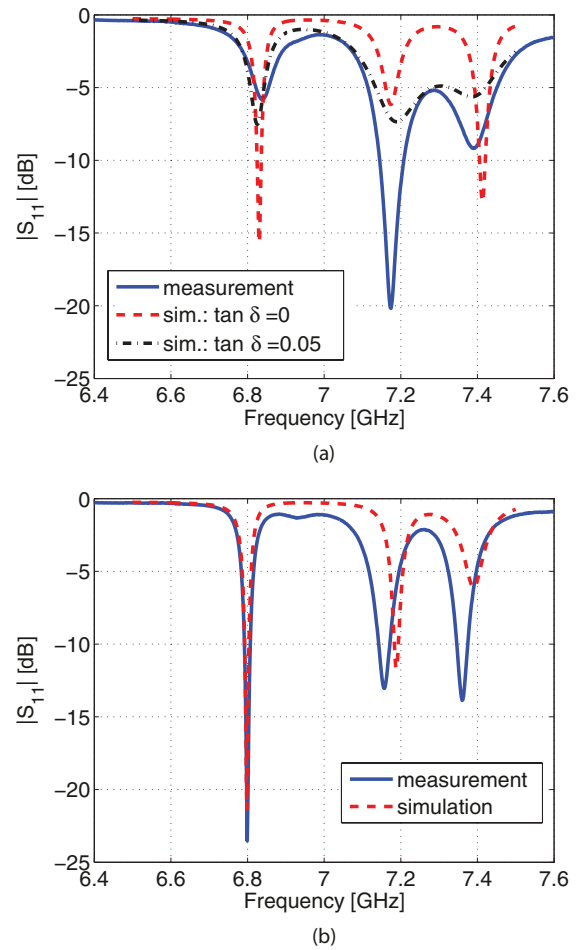 0
−5
−10
−15
−20
−25
|S11| [dB]
measurement
sim.: tan δ =0
sim.: tan δ =0.05
6.4 6.6 6.8 7 7.2 7.4 7.6
Frequency [GHz]
(a)
0
−5
−10
−15
−20
−25
|S11| [dB]
measurement
simulation
6.4 6.6 6.8 7 7.2 7.4 7.6
Frequency [GHz]
(b)